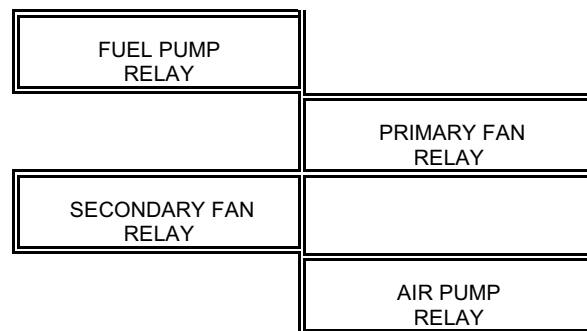 FUEL PUMP
RELAY
PRIMARY FAN
RELAY
SECONDARY FAN
RELAY
AIR PUMP
RELAY